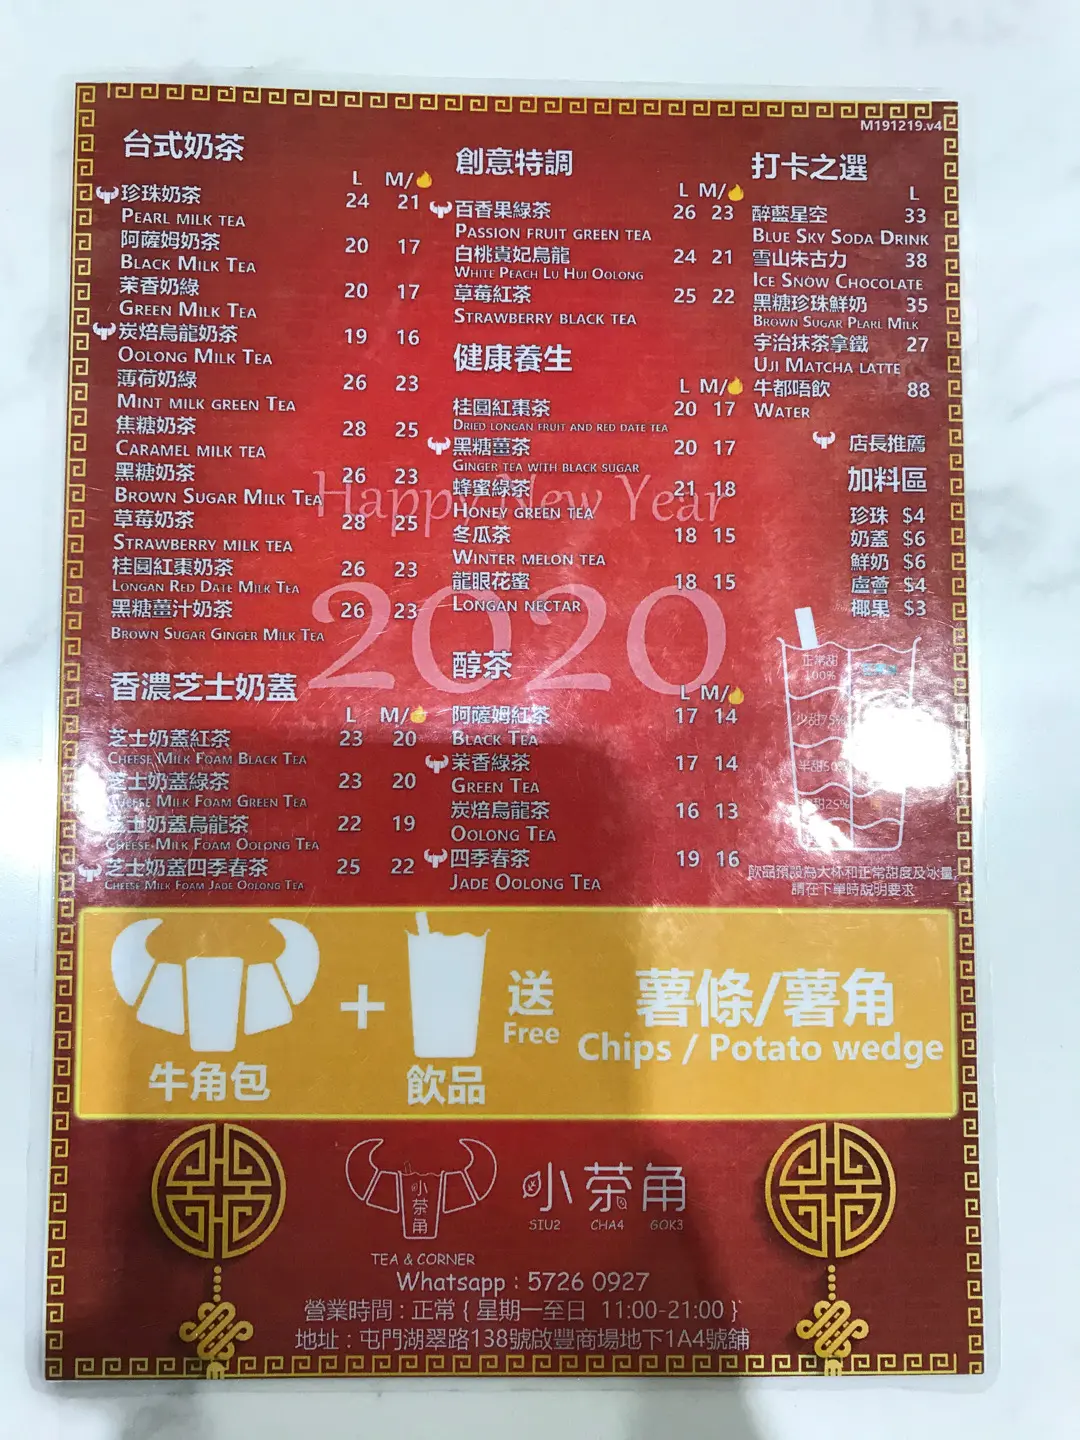 M191219.v4
台式奶茶
L M/
珍珠奶茶 24 21
Pearl milk tea
阿薩姆奶茶 20 17
Black Milk Tea
茉香奶綠 20 17
Green Milk Tea
炭焙烏龍奶茶 19 16
Oolong Milk Tea
薄荷奶綠 26 23
Mint milk green Tea
焦糖奶茶 28 25
Caramel milk tea
黑糖奶茶 26 23
Brown Sugar Milk Tea
草莓奶茶 28 25
Strawberry milk tea
桂圓紅棗奶茶 26 23
Longan Red Date Milk Tea
黑糖薑汁奶茶 26 23
Brown Sugar Ginger Milk Tea
香濃芝士奶蓋
L M/
芝士奶蓋紅茶 23 20
Cheese Milk Foam Black Tea
芝士奶蓋綠茶 23 20
Cheese Milk Foam Green Tea
芝士奶蓋烏龍茶 22 19
Cheese Milk Foam Oolong Tea
芝士奶蓋四季春茶 25 22
Cheese Milk Foam Jade Oolong Tea
創意特調
L M/
百香果綠茶 26 23
Passion fruit green tea
白桃貴妃烏龍 24 21
White Peach Lu Hui Oolong
草莓紅茶 25 22
Strawberry black tea
健康養生
L M/
桂圓紅棗茶 20 17
Dried longan fruit and red date tea
黑糖薑茶 20 17
Ginger tea with black sugar
蜂蜜綠茶 21 18
Honey green tea
冬瓜茶 18 15
Winter melon tea
龍眼花蜜 18 15
Longan nectar
醇茶
L M/
阿薩姆紅茶 17 14
Black Tea
茉香綠茶 17 14
Green Tea
炭焙烏龍茶 16 13
Oolong Tea
四季春茶 19 16
Jade Oolong Tea
打卡之選
L
醉藍星空 33
Blue Sky Soda Drink
雪山朱古力 38
Ice Snow Chocolate
黑糖珍珠鮮奶 35
Brown Sugar Pearl Milk
宇治抹茶拿鐵 27
Uji Matcha latte
牛都唔飲 88
Water
店長推薦
加料區
珍珠 $4
奶蓋 $6
鮮奶 $6
蘆薈 $4
椰果 $3
正常甜
100%
少甜75%
半甜50%
甜25%
飲品預設為大杯和正常甜度及冰量,
請在下單時說明要求
Happy New Year
2020
牛角包
+
飲品
送
Free
薯條/薯角
Chips / Potato wedge
小茶角
TEA & CORNER
小茶角
SIU2 CHA4 GOK3
Whatsapp : 5726 0927
營業時間 : 正常 { 星期一至日 11:00-21:00 }
地址 : 屯門湖翠路138號啟豐商場地下1A4號舖